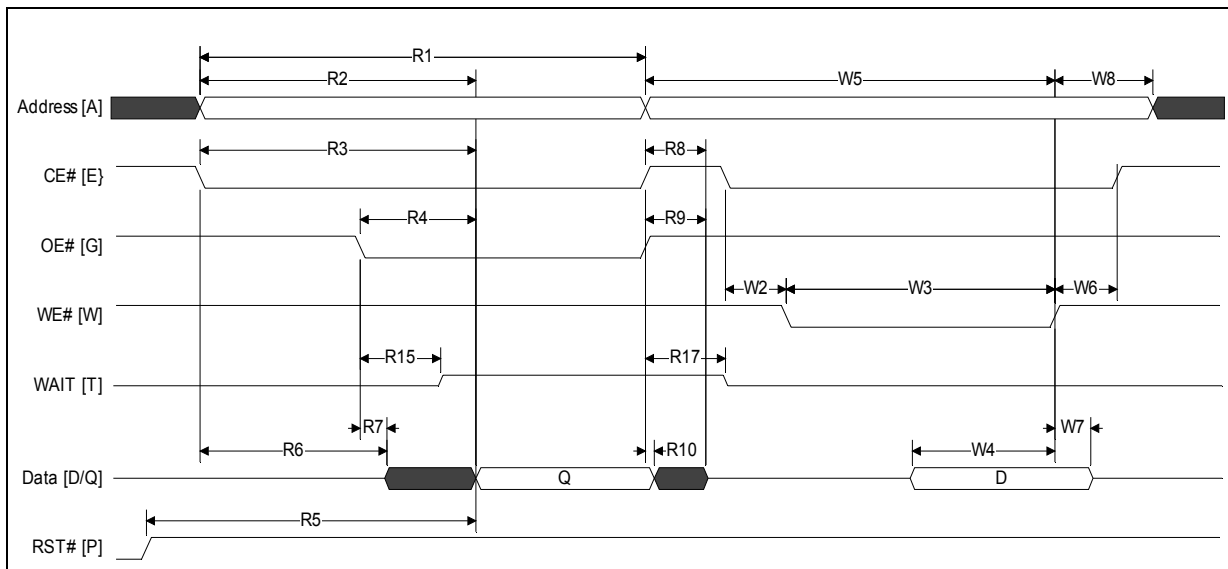 R1
R2
W5
W8
Address [A]
R3
R8
CE# [E}
R4
R9
OE# [G]
W2
W3
W6
WE# [W]
R15
R17
WAIT [T]
R7
W7
R6
R10
W4
Data [D/Q]
Q
D
R5
RST# [P]